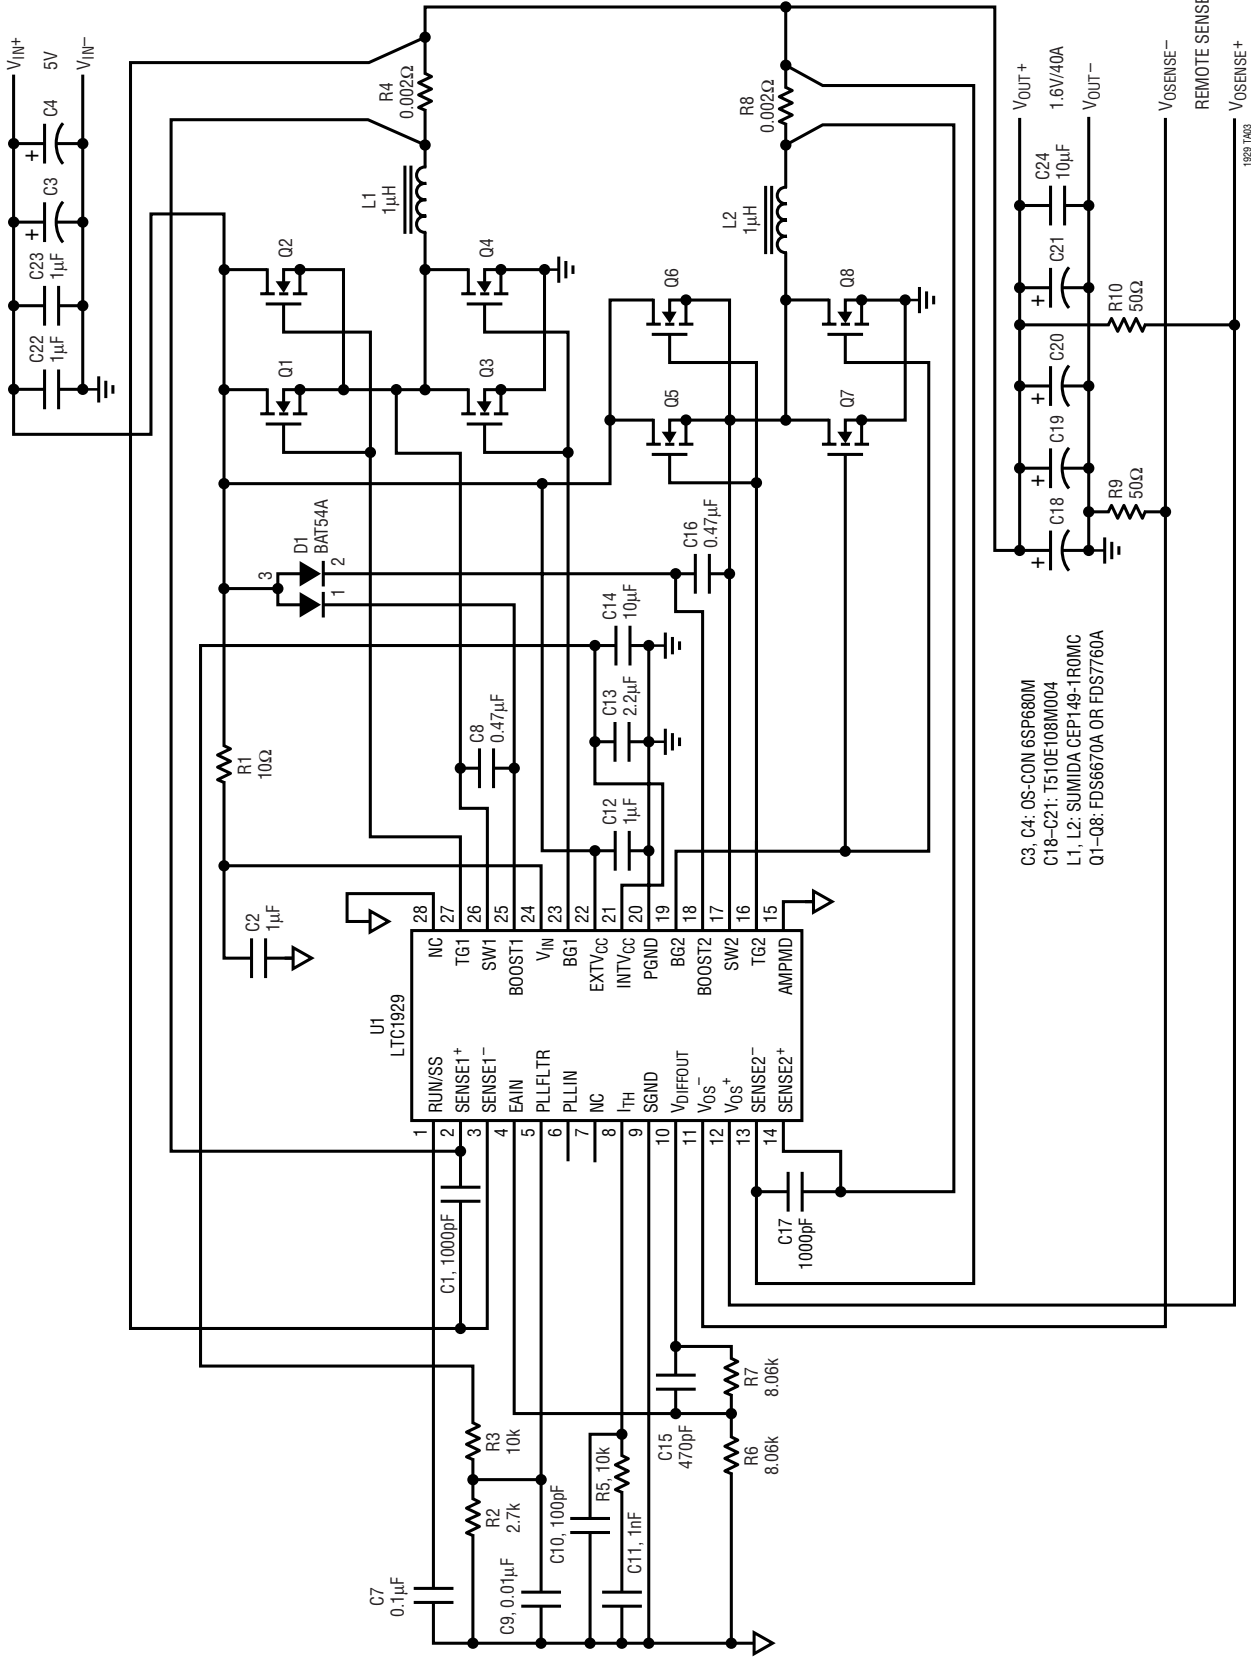 VIN+
5V
VIN–
C4
C3
C23
1µF
C22
1µF
R4
0.002Ω
L1
1µH
Q2
Q4
Q1
Q3
R8
0.002Ω
L2
1µH
Q6
Q8
Q5
Q7
VOUT+
1.6V/40A
VOUT–
VOSENSE–
REMOTE SENSE
VOSENSE+
1929 TA03
C24
10µF
C21
R10
50Ω
C20
C19
R9
50Ω
C18
D1
BAT54A
3
2
1
C16
0.47µF
C14
10µF
C13
2.2µF
C8
0.47µF
C12
1µF
R1
10Ω
C2
1µF
28
27
26
25
24
23
22
21
20
19
18
17
16
15
NC
TG1
SW1
BOOST1
VIN
BG1
EXTVCC
INTVCC
PGND
BG2
BOOST2
SW2
TG2
AMPMD
U1
LTC1929
RUN/SS
SENSE1+
SENSE1–
EAIN
PLLFLTR
PLLIN
NC
ITH
SGND
VDIFFOUT
VOS–
VOS+
SENSE2–
SENSE2+
1
2
3
4
5
6
7
8
9
10
11
12
13
14
C1, 1000pF
C17
1000pF
R3
10k
R2
2.7k
C7
0.1µF
C9, 0.01µF
C10, 100pF
R5, 10k
C11, 1nF
C15
470pF
R7
8.06k
R6
8.06k
C3, C4: OS-CON 6SP680M
C18–C21: T510E108M004
L1, L2: SUMIDA CEP149-1R0MC
Q1–Q8: FDS6670A OR FDS7760A